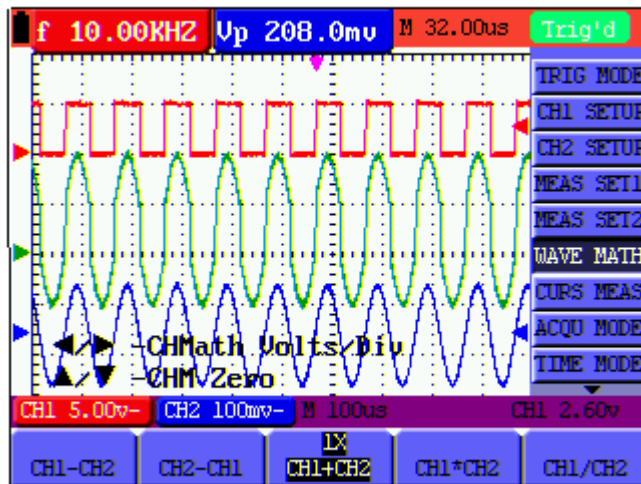 f 10.00KHZ Vp 208.0mv M 32.00us Trig'd
TRIG MODE
CH1 SETUP
CH2 SETUP
MEAS SET1
MEAS SET2
WAVE MATH
CURS MEAS
ACQU MODE
TIME MODE
◀/▶ -CHMath Volts/Div
▲/▼ -CHM Zero
CH1 5.00v- CH2 100mv- M 100us CH1 2.60v
1X
CH1-CH2 CH2-CH1 CH1+CH2 CH1*CH2 CH1/CH2